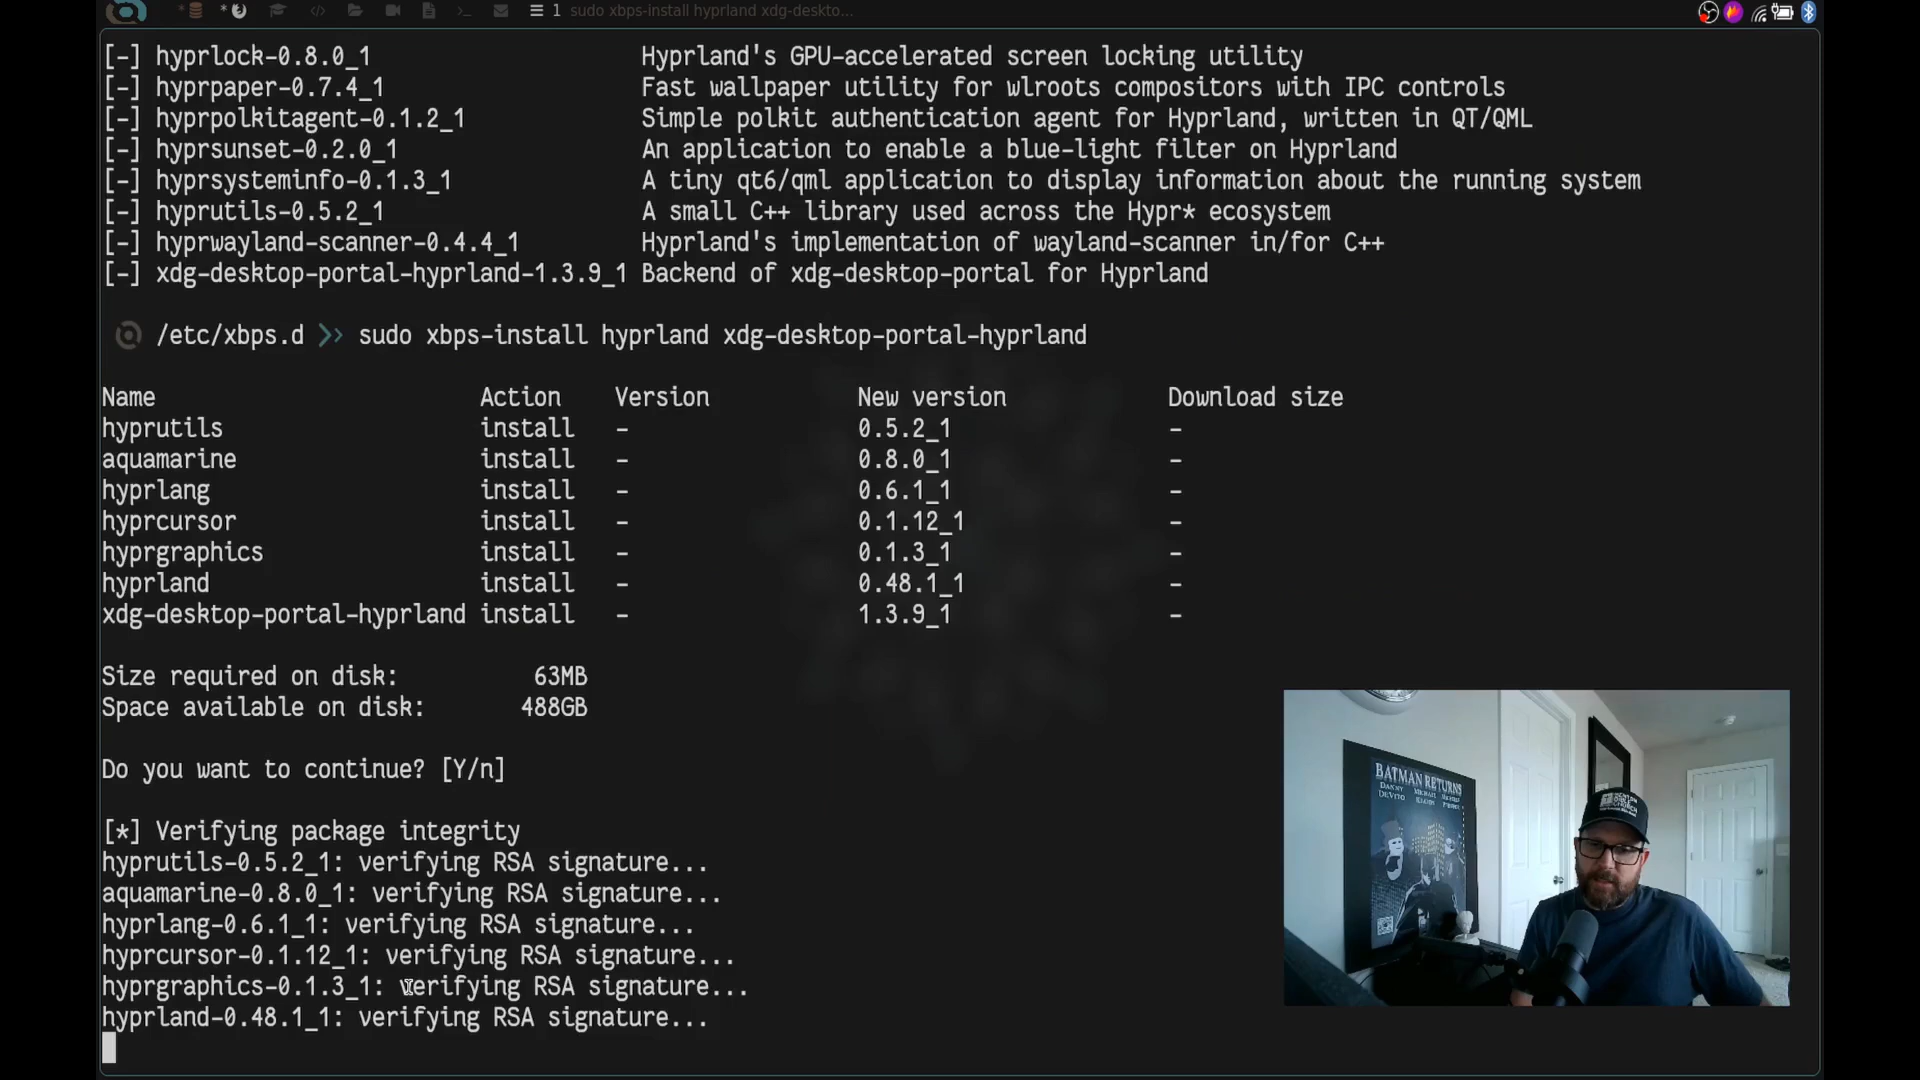 1 sudo xbps-install hyprland xdg-deskto...
[-] hyprlock-0.8.0_1 Hyprland's GPU-accelerated screen locking utility
[-] hyprpaper-0.7.4_1 Fast wallpaper utility for wlroots compositors with IPC controls
[-] hyprpolkitagent-0.1.2_1 Simple polkit authentication agent for Hyprland, written in QT/QML
[-] hyprsunset-0.2.0_1 An application to enable a blue-light filter on Hyprland
[-] hyprsysteminfo-0.1.3_1 A tiny qt6/qml application to display information about the running system
[-] hyprutils-0.5.2_1 A small C++ library used across the Hypr* ecosystem
[-] hyprwayland-scanner-0.4.4_1 Hyprland's implementation of wayland-scanner in/for C++
[-] xdg-desktop-portal-hyprland-1.3.9_1 Backend of xdg-desktop-portal for Hyprland
/etc/xbps.d >> sudo xbps-install hyprland xdg-desktop-portal-hyprland
Name Action Version New version Download size
hyprutils install - 0.5.2_1 -
aquamarine install - 0.8.0_1 -
hyprlang install - 0.6.1_1 -
hyprcursor install - 0.1.12_1 -
hyprgraphics install - 0.1.3_1 -
hyprland install - 0.48.1_1 -
xdg-desktop-portal-hyprland install - 1.3.9_1 -
Size required on disk: 63MB
Space available on disk: 488GB
Do you want to continue? [Y/n]
[*] Verifying package integrity
hyprutils-0.5.2_1: verifying RSA signature...
aquamarine-0.8.0_1: verifying RSA signature...
hyprlang-0.6.1_1: verifying RSA signature...
hyprcursor-0.1.12_1: verifying RSA signature...
hyprgraphics-0.1.3_1: verifying RSA signature...
hyprland-0.48.1_1: verifying RSA signature...
BATMAN RETURNS
DANNY DEVITO MICHAEL KEATON